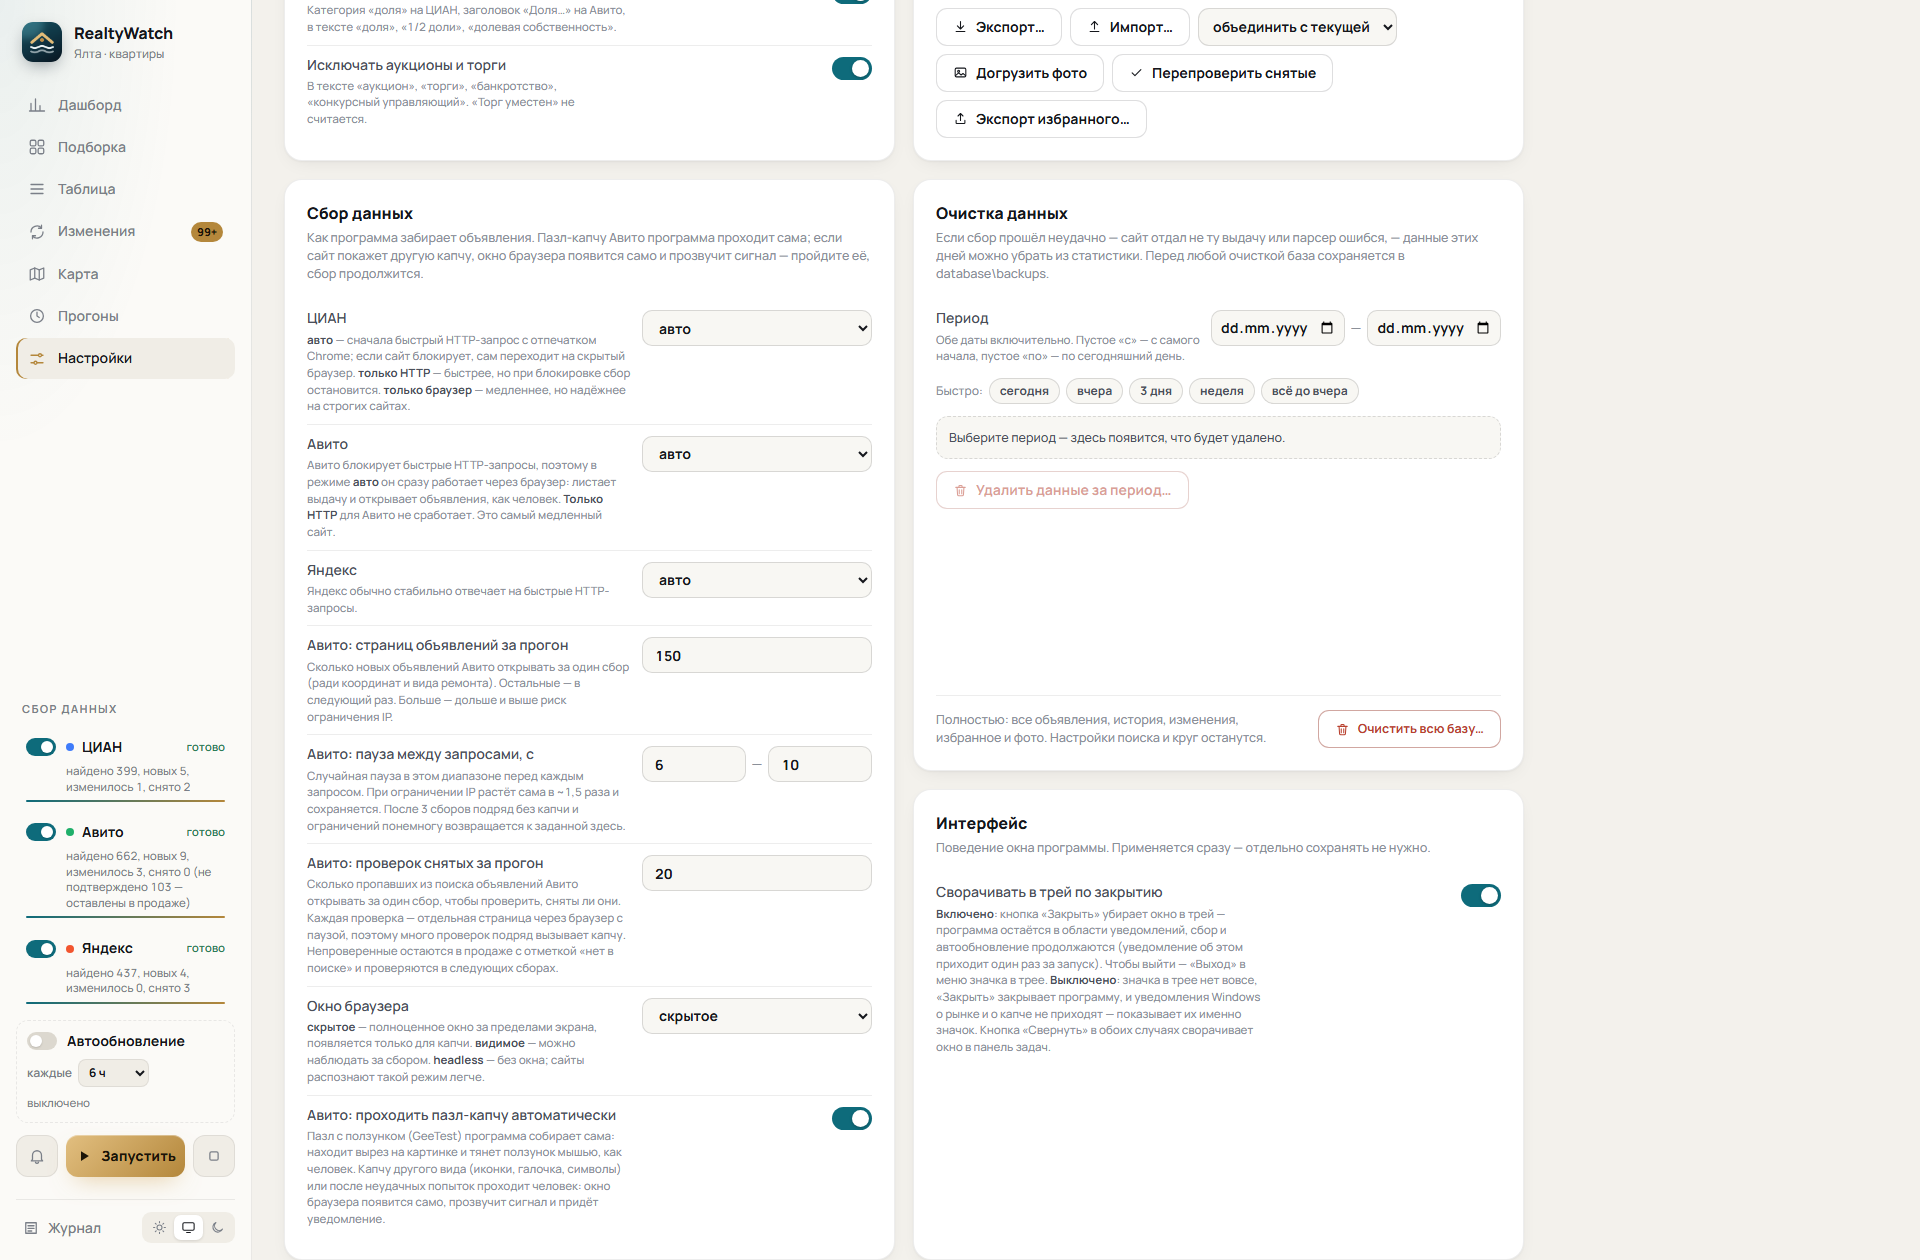 RealtyWatch
Ялта · квартиры
Дашборд
Подборка
Таблица
Изменения
99+
Карта
Прогоны
Настройки
СБОР ДАННЫХ
ЦИАН
готово
найдено 399, новых 5,
изменилось 1, снято 2
Авито
готово
найдено 662, новых 9,
изменилось 3, снято 0 (не
подтверждено 103 —
оставлены в продаже)
Яндекс
готово
найдено 437, новых 4,
изменилось 0, снято 3
Автообновление
каждые
6 ч
выключено
Запустить
Журнал
Категория «доля» на ЦИАН, заголовок «Доля…» на Авито,
в тексте «доля», «1/2 доли», «долевая собственность».
Исключать аукционы и торги
В тексте «аукцион», «торги», «банкротство»,
«конкурсный управляющий». «Торг уместен» не
считается.
Сбор данных
Как программа забирает объявления. Пазл-капчу Авито программа проходит сама; если
сайт покажет другую капчу, окно браузера появится само и прозвучит сигнал — пройдите её,
сбор продолжится.
ЦИАН
авто
авто — сначала быстрый HTTP-запрос с отпечатком
Chrome; если сайт блокирует, сам переходит на скрытый
браузер. только HTTP — быстрее, но при блокировке сбор
остановится. только браузер — медленнее, но надёжнее
на строгих сайтах.
Авито
авто
Авито блокирует быстрые HTTP-запросы, поэтому в
режиме авто он сразу работает через браузер: листает
выдачу и открывает объявления, как человек. Только
HTTP для Авито не сработает. Это самый медленный
сайт.
Яндекс
авто
Яндекс обычно стабильно отвечает на быстрые HTTP-
запросы.
Авито: страниц объявлений за прогон
150
Сколько новых объявлений Авито открывать за один сбор
(ради координат и вида ремонта). Остальные — в
следующий раз. Больше — дольше и выше риск
ограничения IP.
Авито: пауза между запросами, с
6 — 10
Случайная пауза в этом диапазоне перед каждым
запросом. При ограничении IP растёт сама в ~1,5 раза и
сохраняется. После 3 сборов подряд без капчи и
ограничений понемногу возвращается к заданной здесь.
Авито: проверок снятых за прогон
20
Сколько пропавших из поиска объявлений Авито
открывать за один сбор, чтобы проверить, сняты ли они.
Каждая проверка — отдельная страница через браузер с
паузой, поэтому много проверок подряд вызывает капчу.
Непроверенные остаются в продаже с отметкой «нет в
поиске» и проверяются в следующих сборах.
Окно браузера
скрытое
скрытое — полноценное окно за пределами экрана,
появляется только для капчи. видимое — можно
наблюдать за сбором. headless — без окна; сайты
распознают такой режим легче.
Авито: проходить пазл-капчу автоматически
Пазл с ползунком (GeeTest) программа собирает сама:
находит вырез на картинке и тянет ползунок мышью, как
человек. Капчу другого вида (иконки, галочка, символы)
или после неудачных попыток проходит человек: окно
браузера появится само, прозвучит сигнал и придёт
уведомление.
Экспорт…
Импорт…
объединить с текущей
Догрузить фото
Перепроверить снятые
Экспорт избранного…
Очистка данных
Если сбор прошёл неудачно — сайт отдал не ту выдачу или парсер ошибся, — данные этих
дней можно убрать из статистики. Перед любой очисткой база сохраняется в
database\backups.
Период
dd.mm.yyyy — dd.mm.yyyy
Обе даты включительно. Пустое «с» — с самого
начала, пустое «по» — по сегодняшний день.
Быстро:
сегодня
вчера
3 дня
неделя
всё до вчера
Выберите период — здесь появится, что будет удалено.
Удалить данные за период…
Полностью: все объявления, история, изменения,
избранное и фото. Настройки поиска и круг останутся.
Очистить всю базу…
Интерфейс
Поведение окна программы. Применяется сразу — отдельно сохранять не нужно.
Сворачивать в трей по закрытию
Включено: кнопка «Закрыть» убирает окно в трей —
программа остаётся в области уведомлений, сбор и
автообновление продолжаются (уведомление об этом
приходит один раз за запуск). Чтобы выйти — «Выход» в
меню значка в трее. Выключено: значка в трее нет вовсе,
«Закрыть» закрывает программу, и уведомления Windows
о рынке и о капче не приходят — показывает их именно
значок. Кнопка «Свернуть» в обоих случаях сворачивает
окно в панель задач.